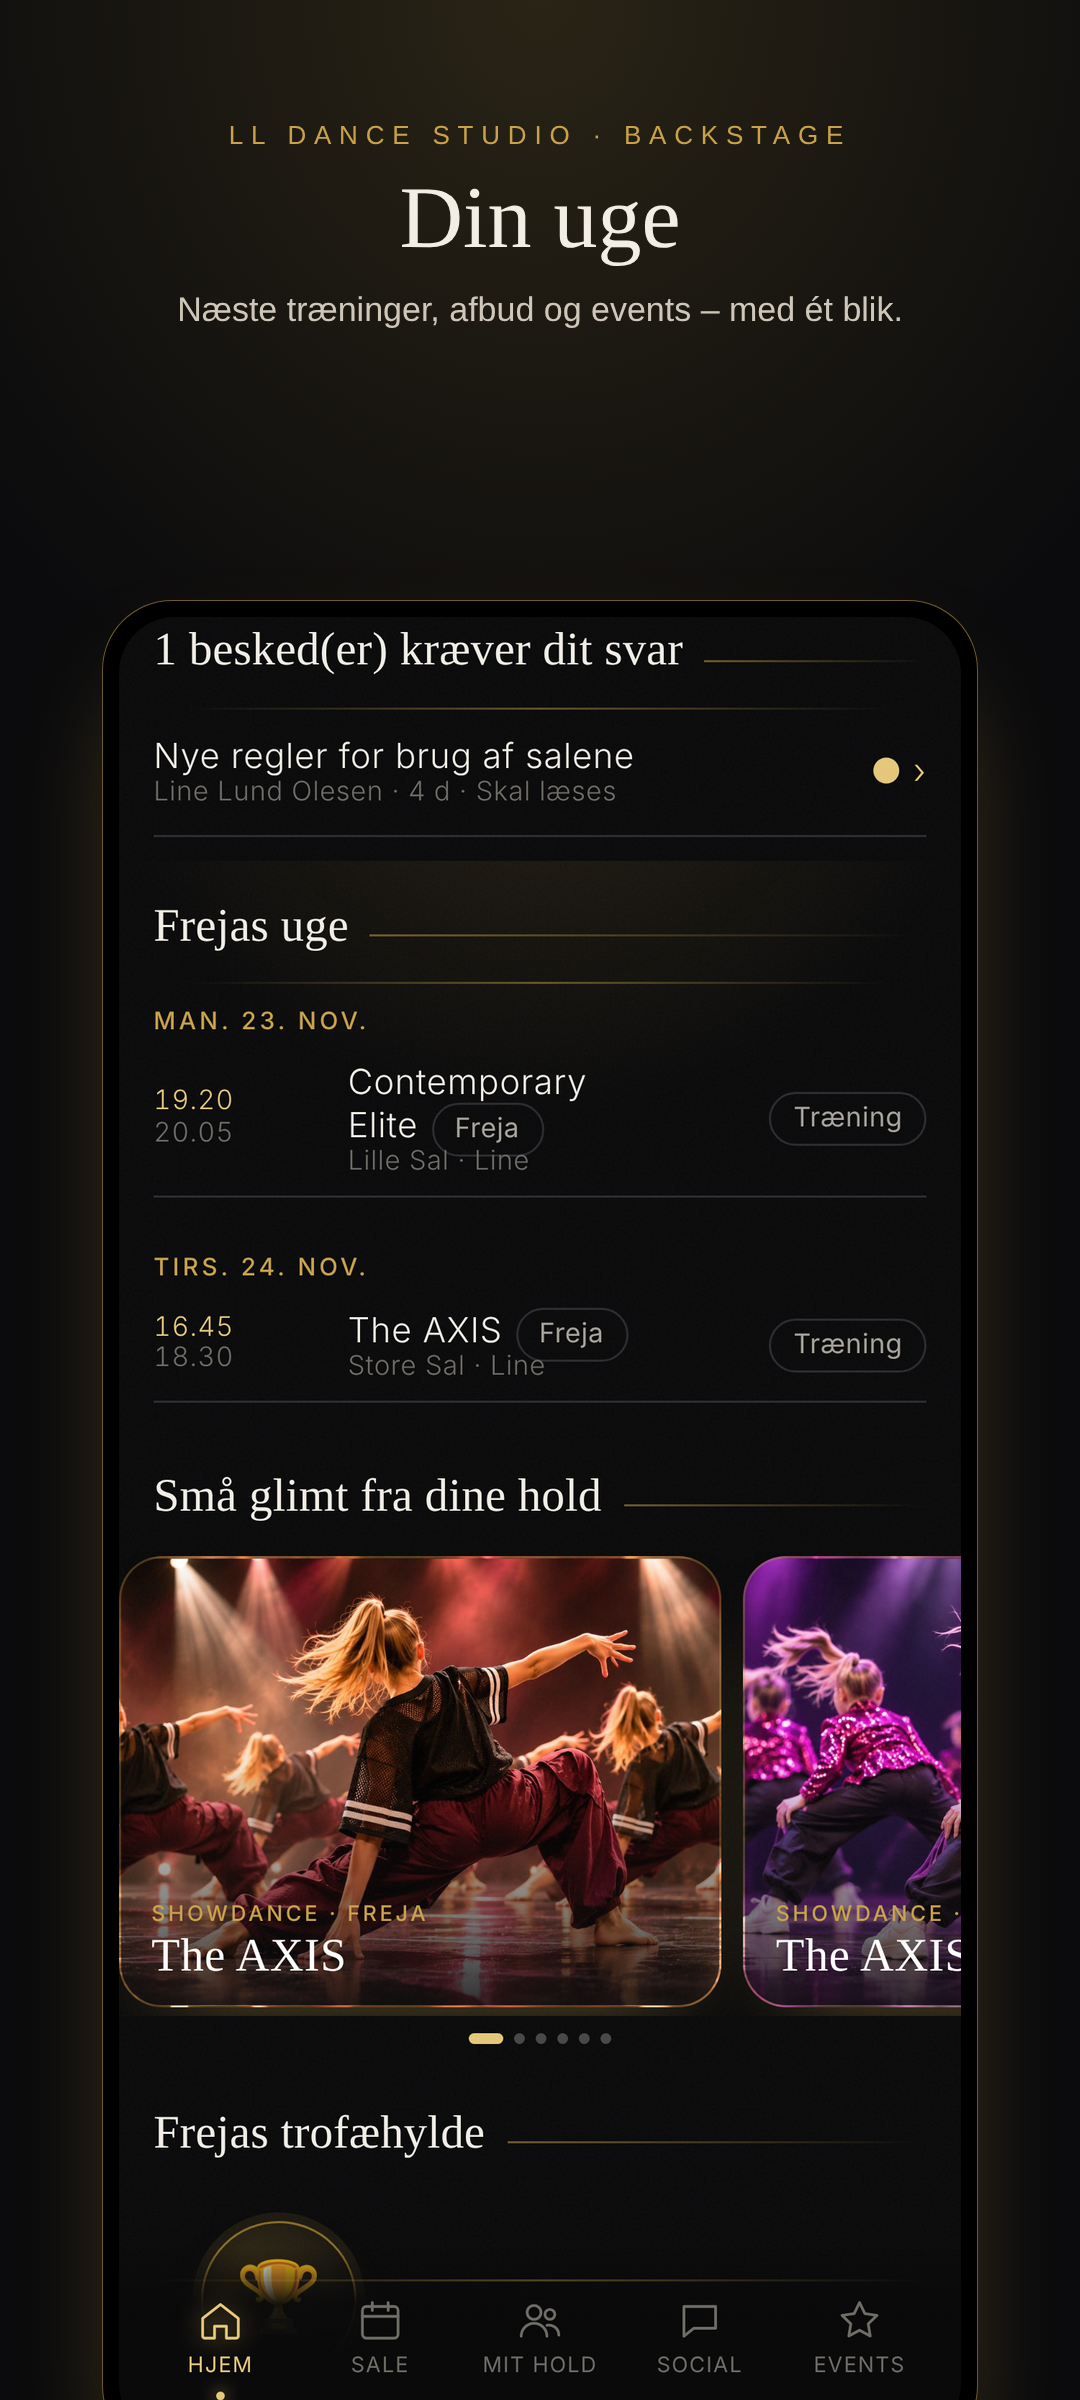 LL DANCE STUDIO · BACKSTAGE
Din uge
Næste træninger, afbud og events – med ét blik.
1 besked(er) kræver dit svar
Nye regler for brug af salene
Line Lund Olesen · 4 d · Skal læses
Frejas uge
MAN. 23. NOV.
19.20
20.05
Contemporary
Elite Freja
Lille Sal · Line
Træning
TIRS. 24. NOV.
16.45
18.30
The AXIS Freja
Store Sal · Line
Træning
Små glimt fra dine hold
SHOWDANCE · FREJA
The AXIS
SHOWDANCE ·
The AXIS
Frejas trofæhylde
HJEM
SALE
MIT HOLD
SOCIAL
EVENTS